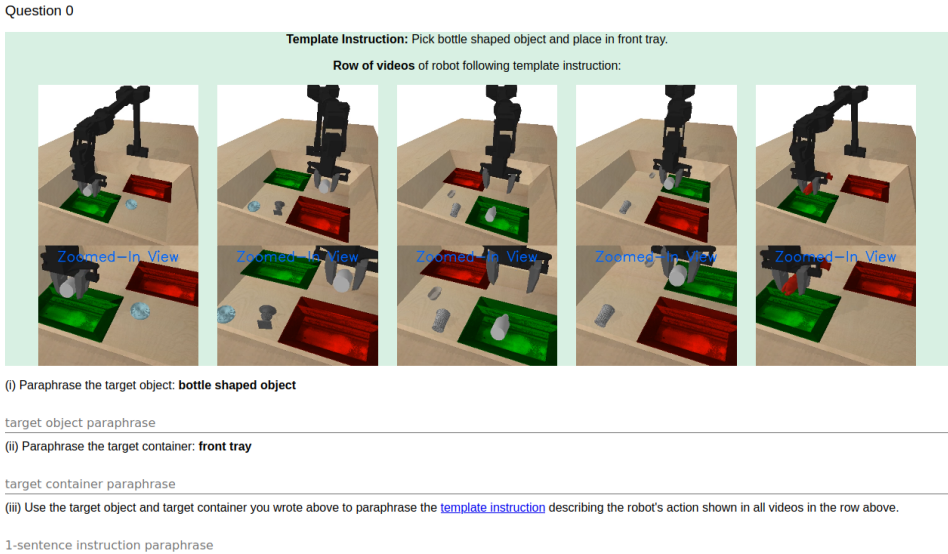 Question 0
Template Instruction: Pick bottle shaped object and place in front tray.
Row of videos of robot following template instruction:
Zoomed-In View
Zoomed-In View
Zoomed-In View
Zoomed-In View
Zoomed-In View
(i) Paraphrase the target object: bottle shaped object
target object paraphrase
(ii) Paraphrase the target container: front tray
target container paraphrase
(iii) Use the target object and target container you wrote above to paraphrase the template instruction describing the robot's action shown in all videos in the row above.
1-sentence instruction paraphrase